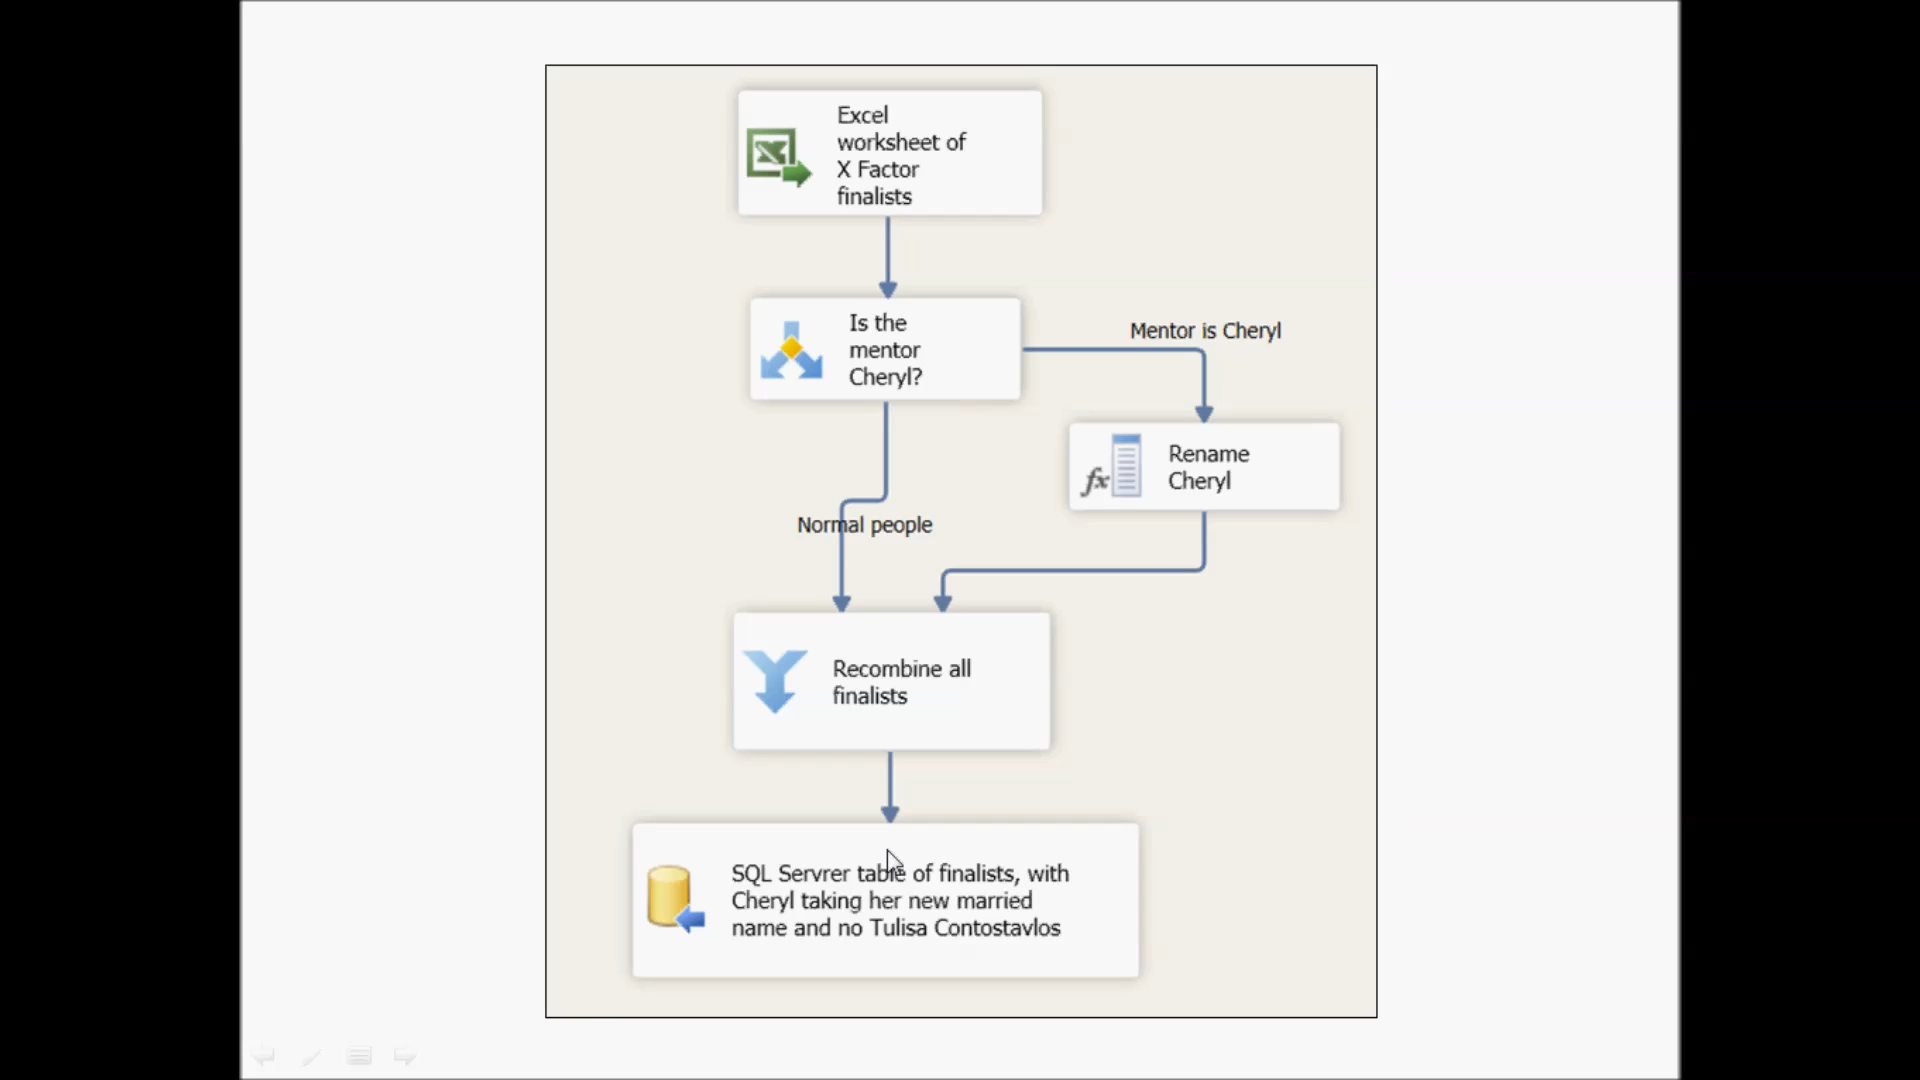 Excel
worksheet of
X Factor
finalists
Is the
mentor
Cheryl?
Mentor is Cheryl
Rename
Cheryl
fx
Normal people
Recombine all
finalists
SQL Servrer table of finalists, with
Cheryl taking her new married
name and no Tulisa Contostavlos